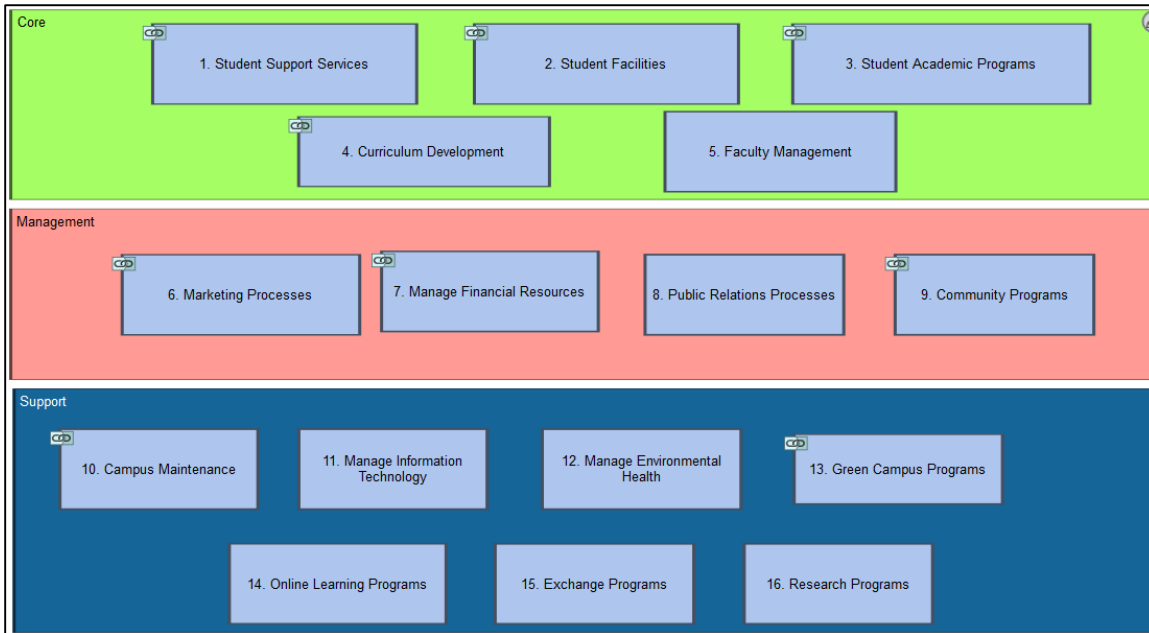 Core
1. Student Support Services
2. Student Facilities
3. Student Academic Programs
4. Curriculum Development
5. Faculty Management
Management
6. Marketing Processes
7. Manage Financial Resources
8. Public Relations Processes
9. Community Programs
Support
10. Campus Maintenance
11. Manage Information
Technology
12. Manage Environmental
Health
13. Green Campus Programs
14. Online Learning Programs
15. Exchange Programs
16. Research Programs